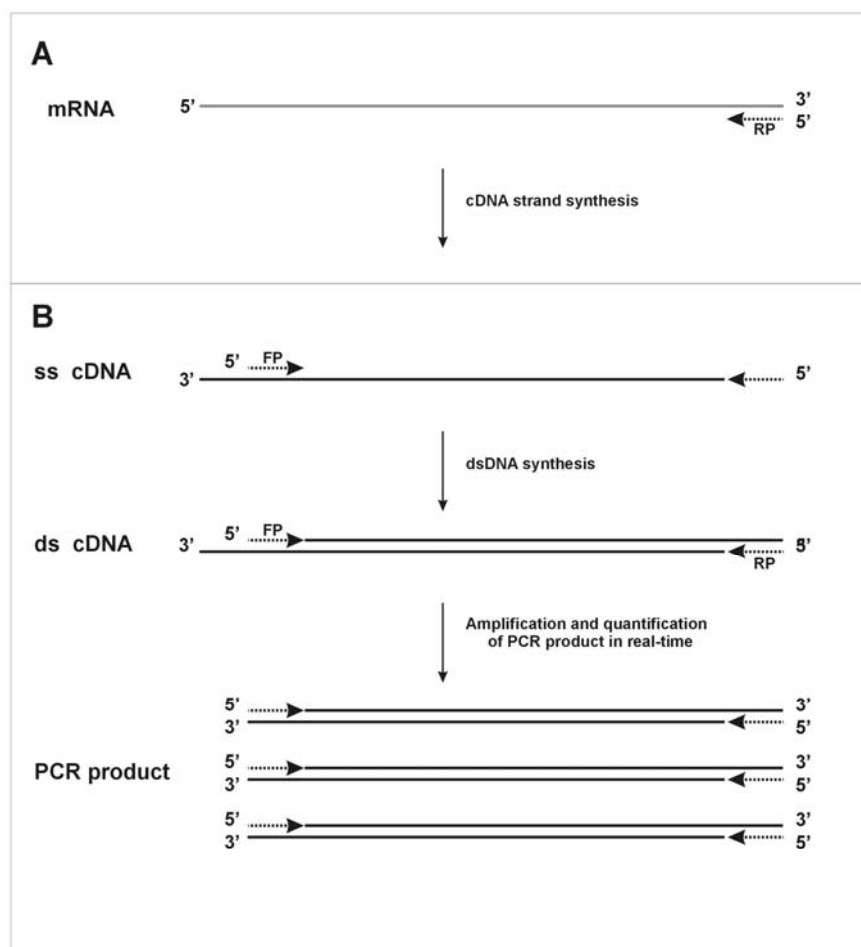 A
mRNA 5’ 3’
RP 5’
cDNA strand synthesis
B
5’ FP
ss cDNA 3’ 5’
dsDNA synthesis
5’ FP
ds cDNA 3’ 5’
RP
Amplification and quantification
of PCR product in real-time
5’ 3’
3’ 5’
PCR product 5’ 3’
3’ 5’
5’ 3’
3’ 5’